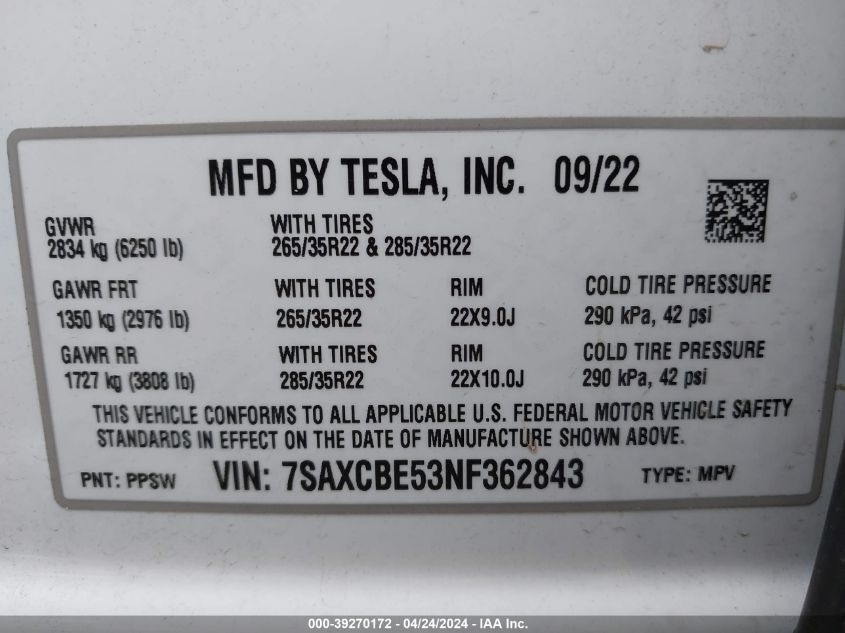 MFD BY TESLA, INC. 09/22
GVWR WITH TIRES
2834 kg (6250 lb) 265/35R22 & 285/35R22
GAWR FRT WITH TIRES RIM COLD TIRE PRESSURE
1350 kg (2976 lb) 265/35R22 22X9.0J 290 kPa, 42 psi
GAWR RR WITH TIRES RIM COLD TIRE PRESSURE
1727 kg (3808 lb) 285/35R22 22X10.0J 290 kPa, 42 psi
THIS VEHICLE CONFORMS TO ALL APPLICABLE U.S. FEDERAL MOTOR VEHICLE SAFETY
STANDARDS IN EFFECT ON THE DATE OF MANUFACTURE SHOWN ABOVE.
PNT: PPSW VIN: 7SAXCBE53NF362843 TYPE: MPV
000-39270172 - 04/24/2024 - IAA Inc.